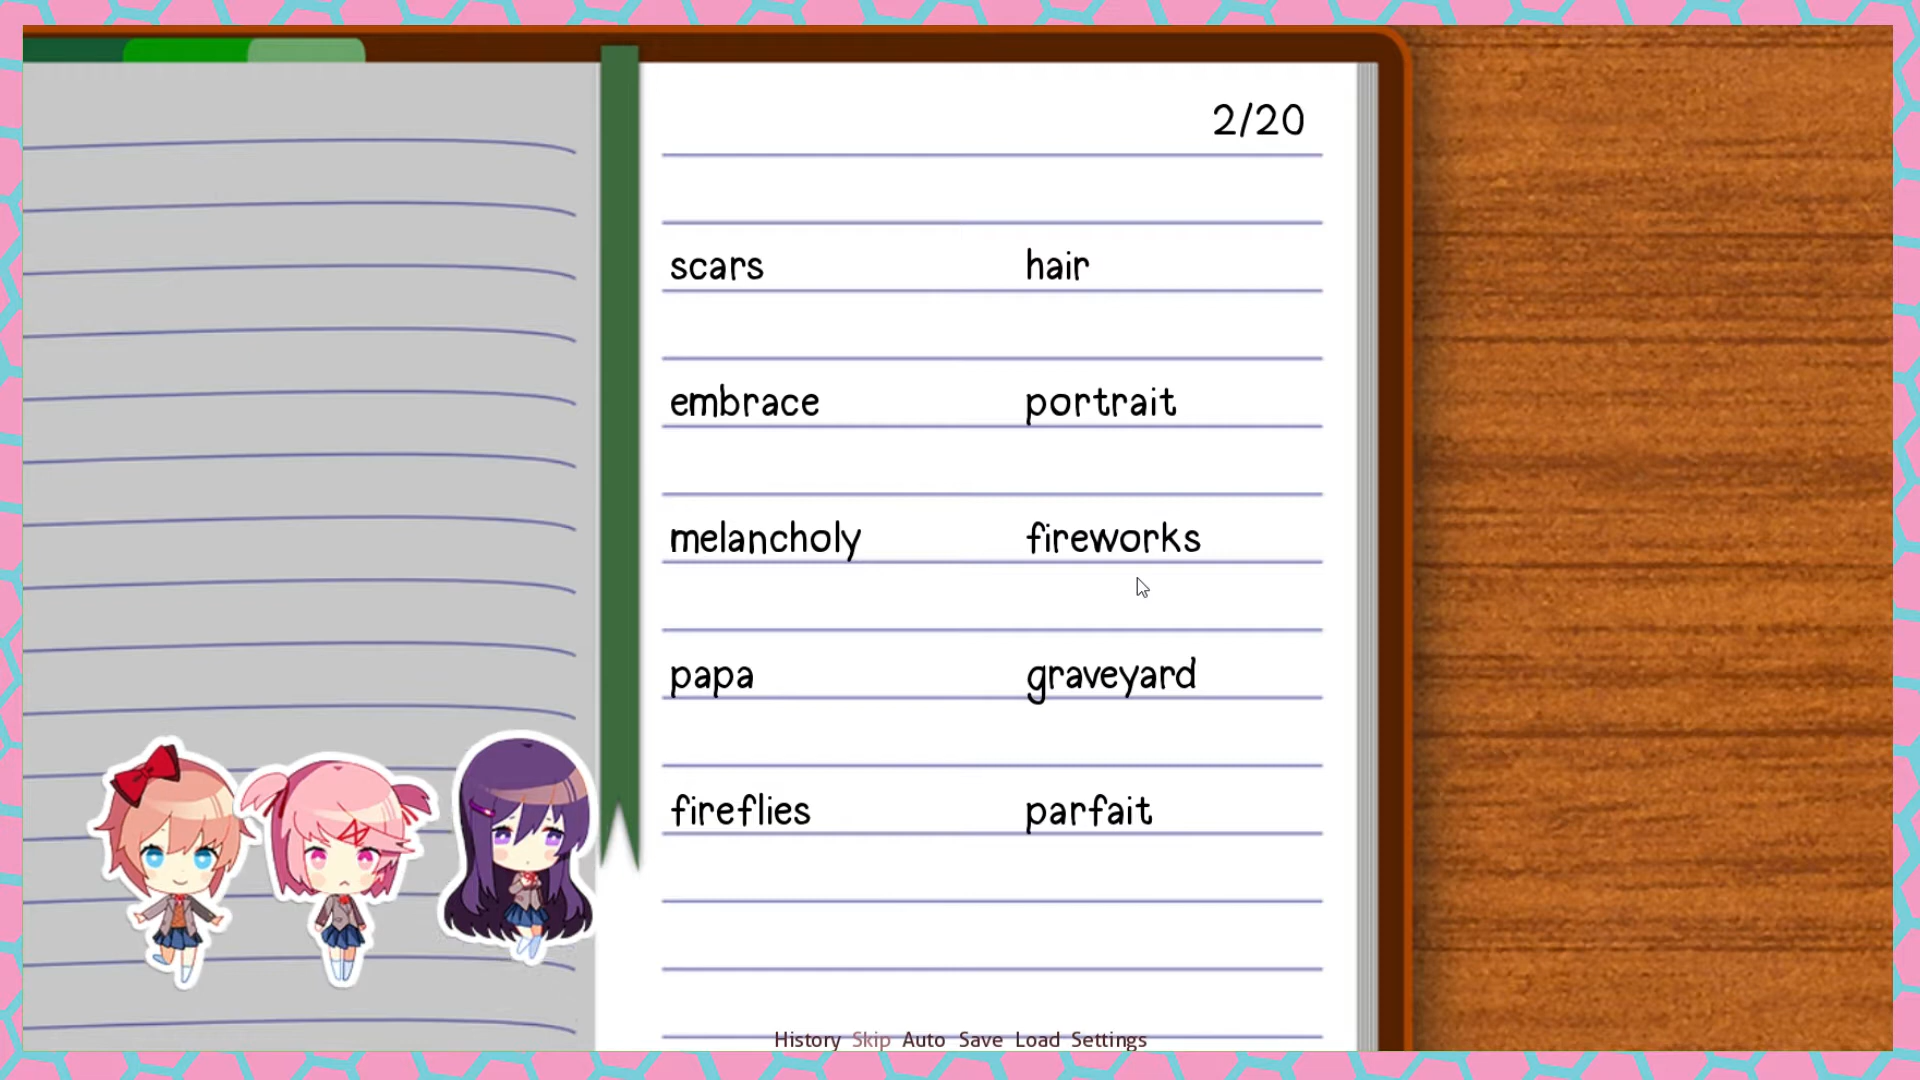 2/20
scars hair
embrace portrait
melancholy fireworks
papa graveyard
fireflies parfait
History Skip Auto Save Load Settings